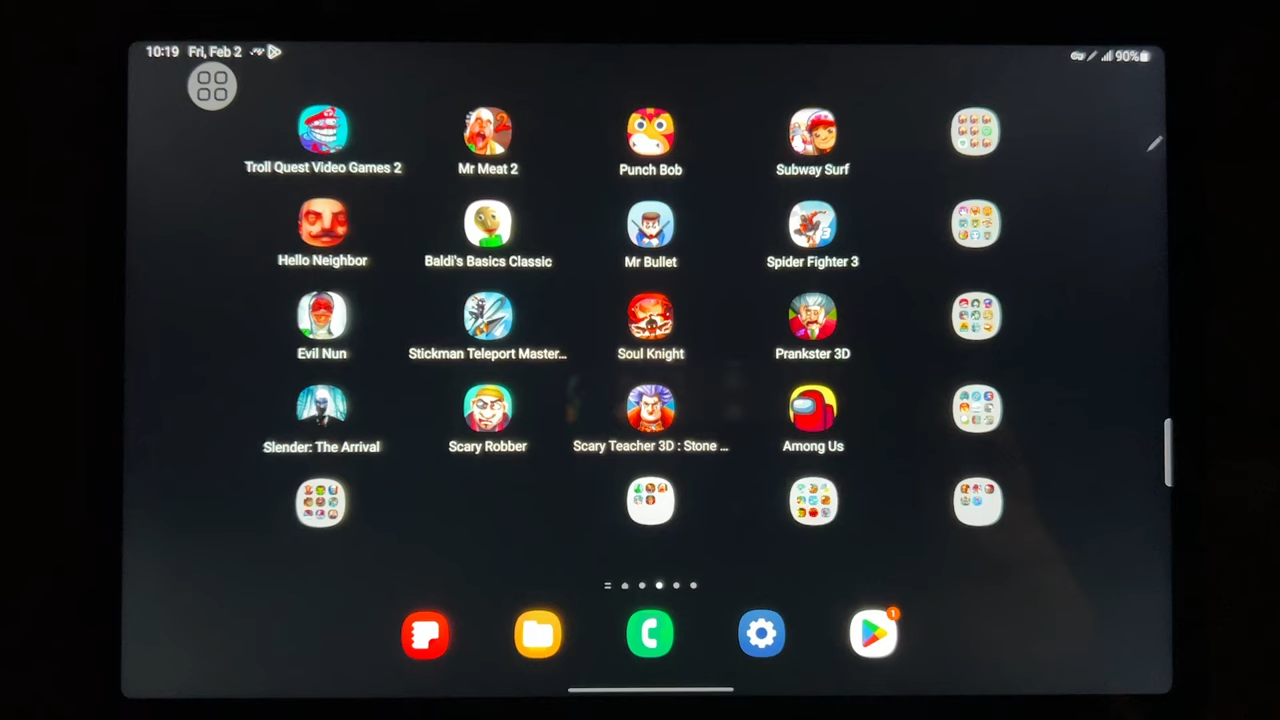 10:19 Fri, Feb 2
90%
Troll Quest Video Games 2
Mr Meat 2
Punch Bob
Subway Surf
Hello Neighbor
Baldi's Basics Classic
Mr Bullet
Spider Fighter 3
Evil Nun
Stickman Teleport Master...
Soul Knight
Prankster 3D
Slender: The Arrival
Scary Robber
Scary Teacher 3D : Stone ...
Among Us
1